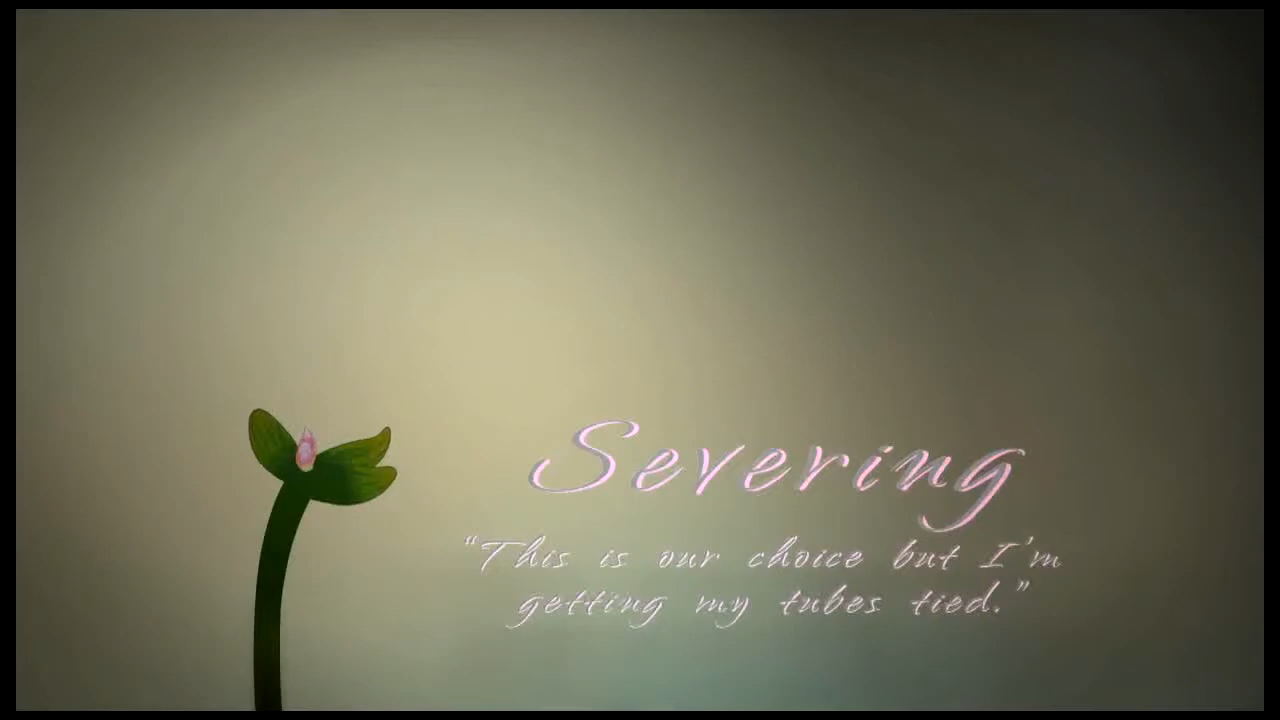 Severing
“This is our choice but I'm
getting my tubes tied.”